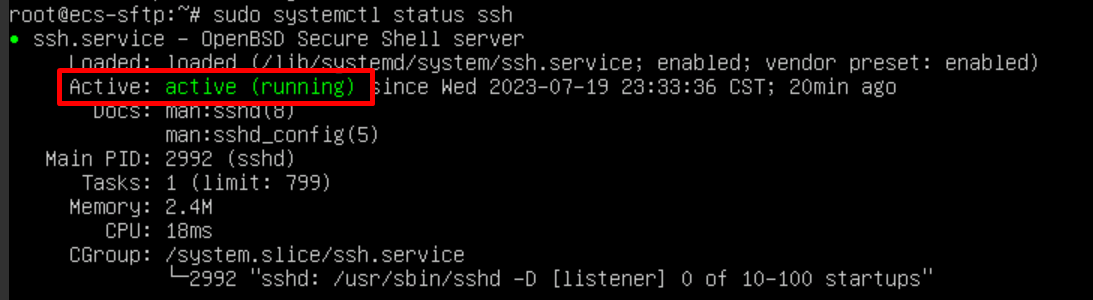 root@ecs-sftp:~# sudo systemctl status ssh
● ssh.service - OpenBSD Secure Shell server
Loaded: loaded (/lib/systemd/system/ssh.service; enabled; vendor preset: enabled)
Active: active (running) since Wed 2023-07-19 23:33:36 CST; 20min ago
Docs: man:sshd(8)
man:sshd_config(5)
Main PID: 2992 (sshd)
Tasks: 1 (limit: 799)
Memory: 2.4M
CPU: 18ms
CGroup: /system.slice/ssh.service
└─2992 "sshd: /usr/sbin/sshd -D [listener] 0 of 10-100 startups"